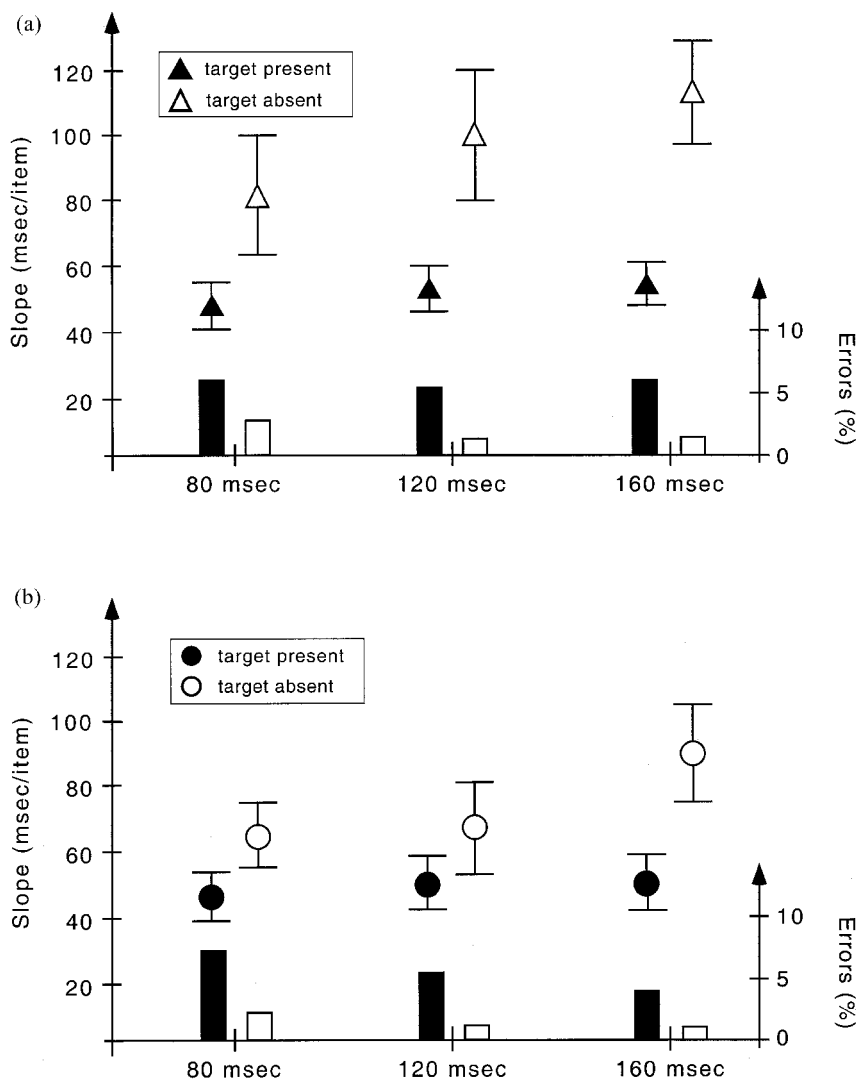 (a)
target present
target absent
120
100
80
60
40
20
Slope (msec/item)
10
5
0
Errors (%)
80 msec
120 msec
160 msec
(b)
target present
target absent
120
100
80
60
40
20
Slope (msec/item)
10
5
0
Errors (%)
80 msec
120 msec
160 msec